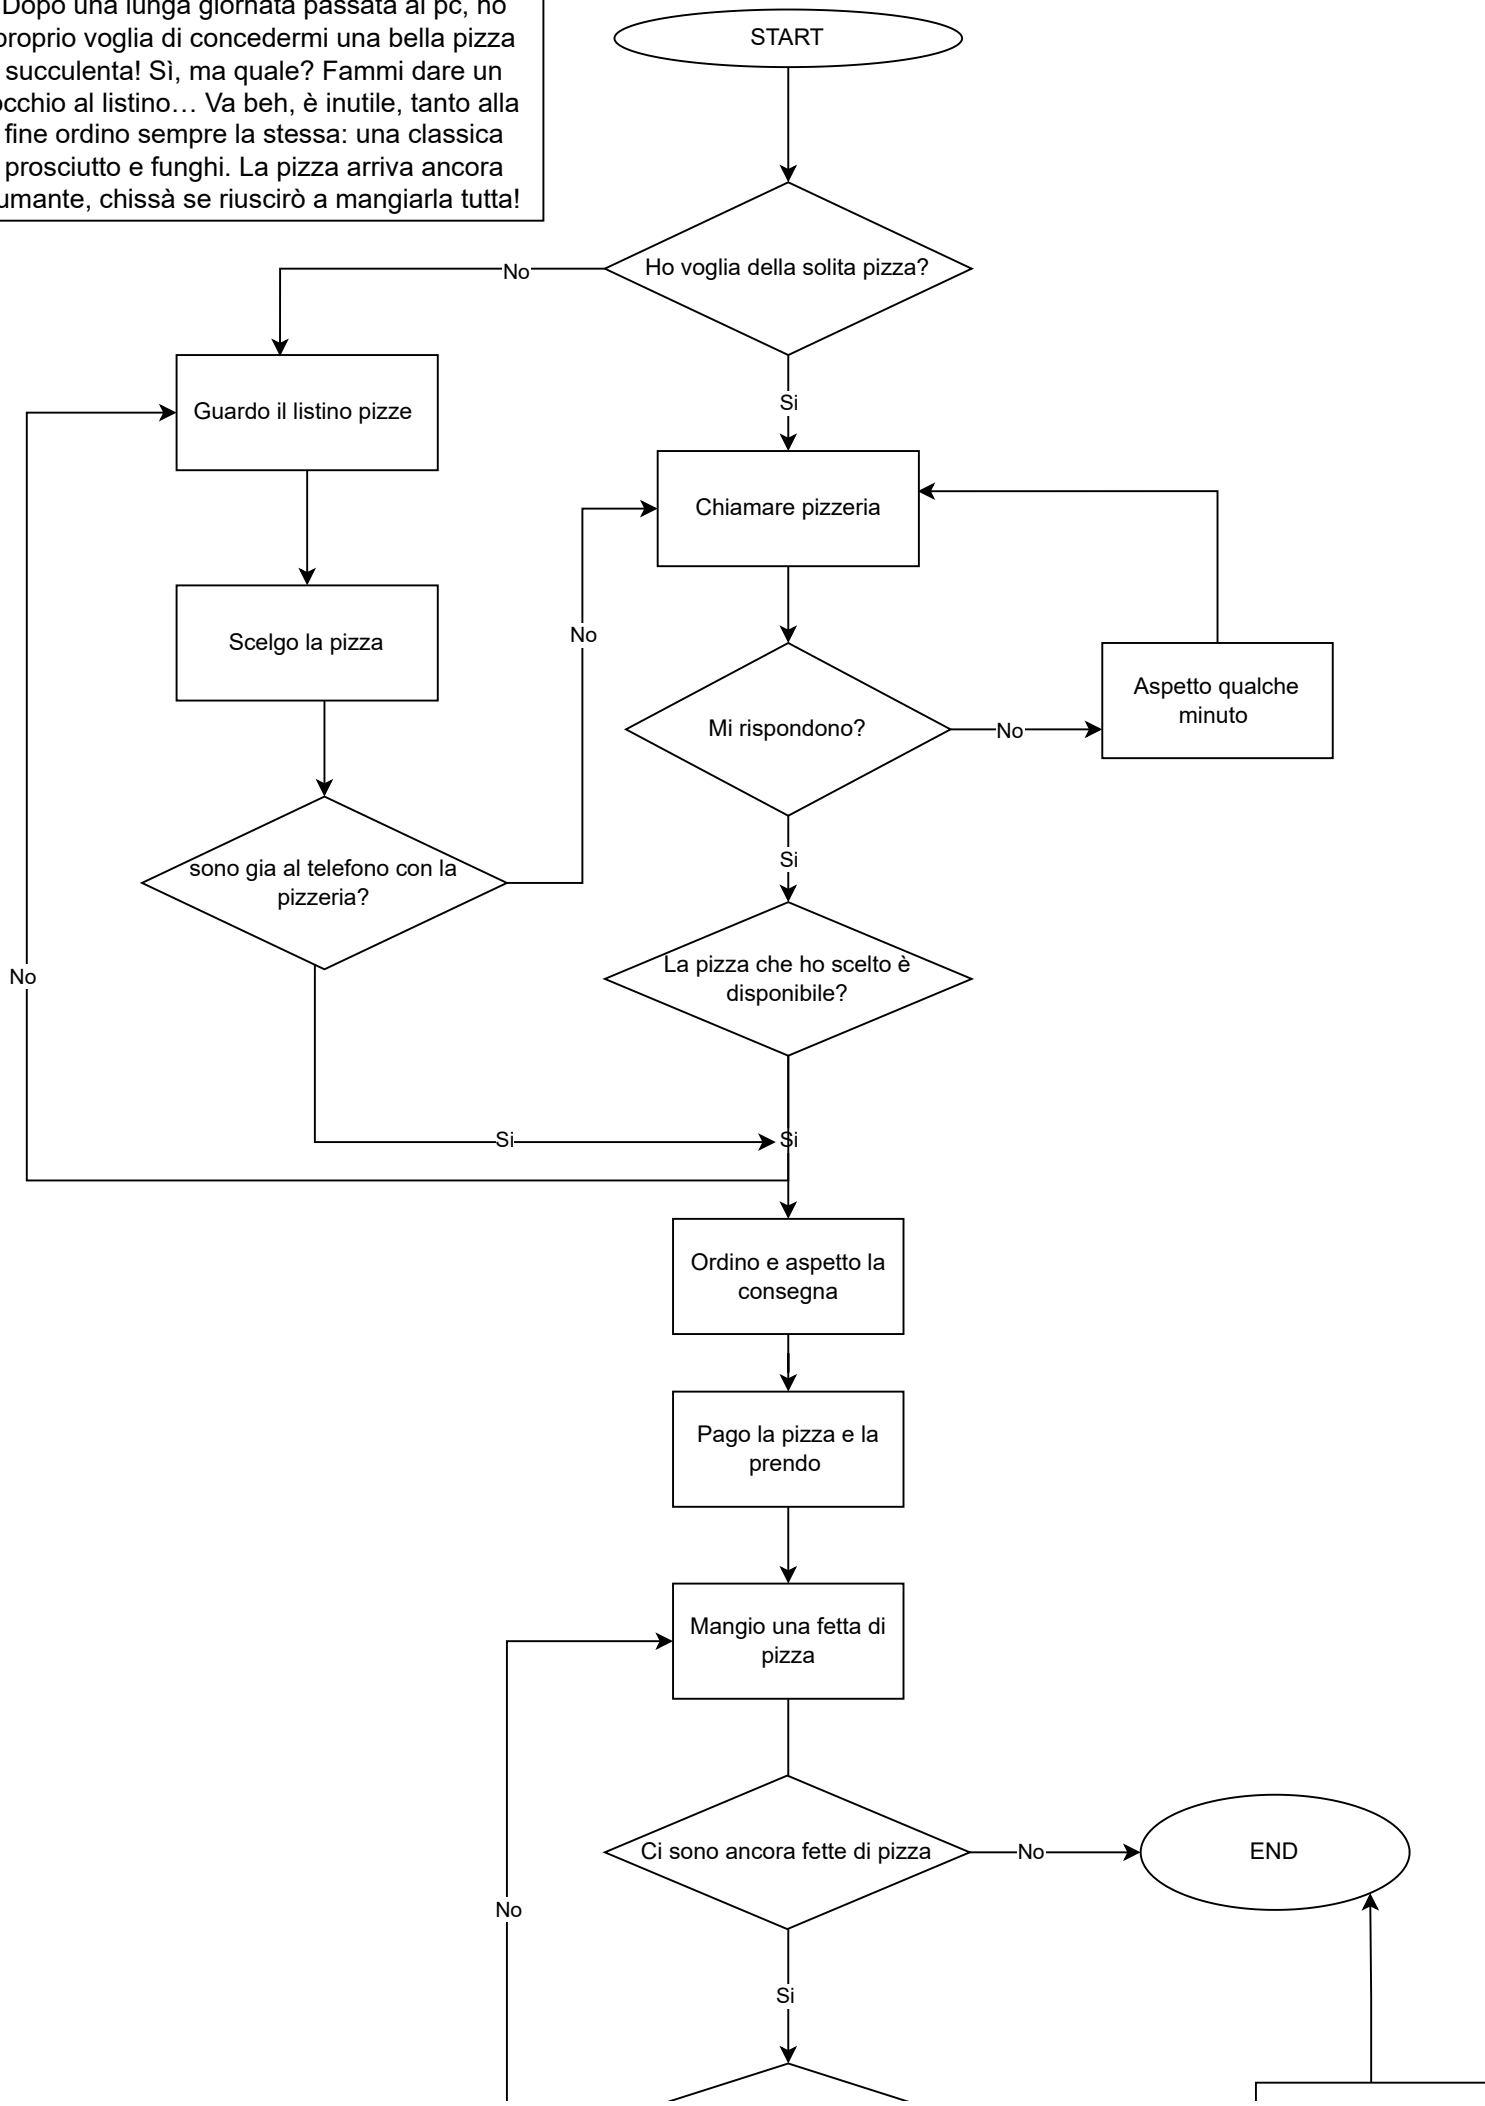 Dopo una lunga giornata passata al pc, ho
proprio voglia di concedermi una bella pizza
succulenta! Sì, ma quale? Fammi dare un
occhio al listino… Va beh, è inutile, tanto alla
fine ordino sempre la stessa: una classica
prosciutto e funghi. La pizza arriva ancora
umante, chissà se riuscirò a mangiarla tutta!
START
Ho voglia della solita pizza?
No
Si
Guardo il listino pizze
Chiamare pizzeria
Scelgo la pizza
No
Mi rispondono?
No
Aspetto qualche
minuto
Si
sono gia al telefono con la
pizzeria?
La pizza che ho scelto è
disponibile?
No
Si
Si
Ordino e aspetto la
consegna
Pago la pizza e la
prendo
Mangio una fetta di
pizza
Ci sono ancora fette di pizza
No
END
No
Si